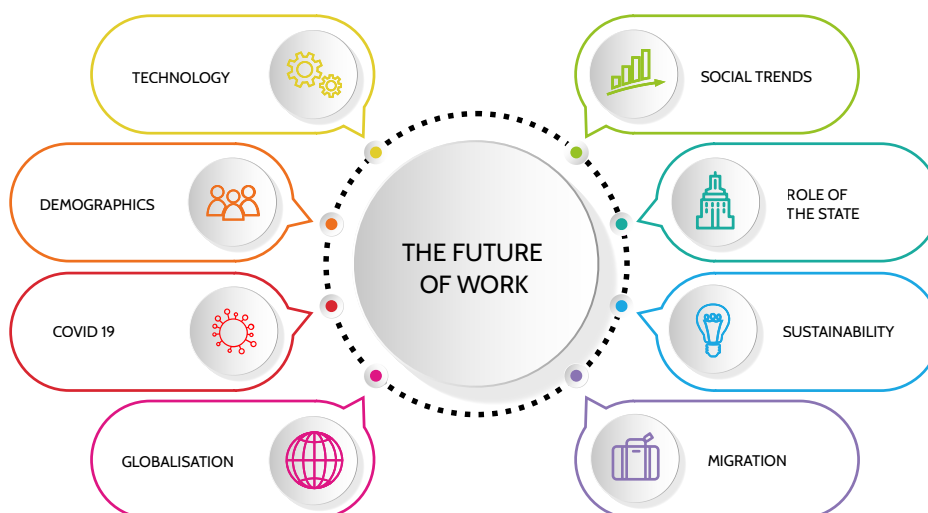 TECHNOLOGY
SOCIAL TRENDS
DEMOGRAPHICS
ROLE OF
THE STATE
THE FUTURE
OF WORK
COVID 19
SUSTAINABILITY
GLOBALISATION
MIGRATION